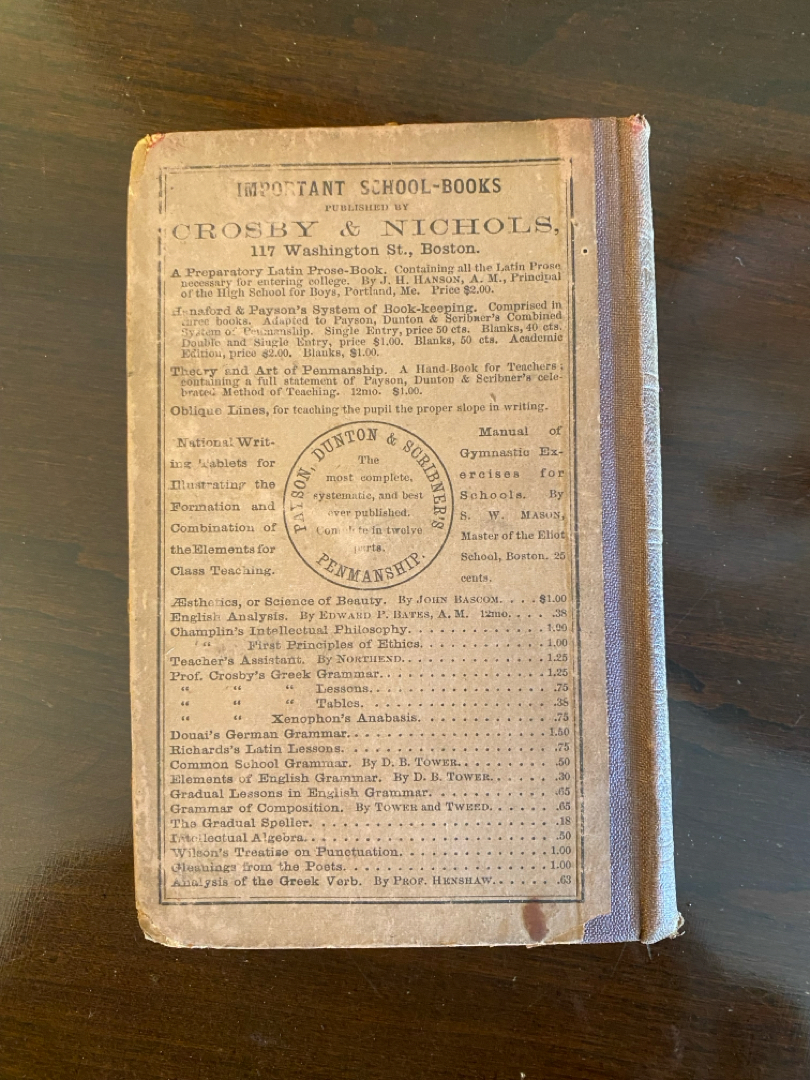 IMPORTANT SCHOOL-BOOKS
PUBLISHED BY
CROSBY & NICHOLS,
117 Washington St., Boston.
A Preparatory Latin Prose-Book. Containing all the Latin Prose
necessary for entering college. By J. H. HANSON, A. M., Principal
of the High School for Boys, Portland, Me. Price $2.00.
Hanaford & Payson's System of Book-keeping. Comprised in
three books. Adapted to Payson, Dunton & Scribner's Combined
System of Penmanship. Single Entry, price 50 cts. Blanks, 40 cts.
Double and Single Entry, price $1.00. Blanks, 50 cts. Academic
Edition, price $2.00. Blanks, $1.00.
Theory and Art of Penmanship. A Hand-Book for Teachers;
containing a full statement of Payson, Dunton & Scribner's cele-
brated Method of Teaching. 12mo. $1.00.
Oblique Lines, for teaching the pupil the proper slope in writing.
National Writ-
ing Tablets for
Illustrating the
Formation and
Combination of
the Elements for
Class Teaching.
PAYSON, DUNTON & SCRIBNER'S
The
most complete,
systematic, and best
ever published.
Complete in twelve
parts.
PENMANSHIP.
Manual of
Gymnastic Ex-
ercises for
Schools. By
S. W. MASON,
Master of the Eliot
School, Boston. 25
cents.
Æsthetics, or Science of Beauty. By JOHN BASCOM. . . . $1.00
English Analysis. By EDWARD P. BATES, A. M. 12mo. . . . .38
Champlin's Intellectual Philosophy. . . . . . . . . . . .
" First Principles of Ethics. . . . . . . . . . . 1.00
Teacher's Assistant. By NORTHEND. . . . . . . . . . . . 1.25
Prof. Crosby's Greek Grammar. . . . . . . . . . . . . . 1.25
" " " Lessons. . . . . . . . . . . . . . .75
" " " Tables. . . . . . . . . . . . . . .38
" " Xenophon's Anabasis. . . . . . . . . . .75
Douai's German Grammar. . . . . . . . . . . . . . . . 1.50
Richards's Latin Lessons. . . . . . . . . . . . . . . . .75
Common School Grammar. By D. B. TOWER. . . . . . . . .50
Elements of English Grammar. By D. B. TOWER. . . . . . .30
Gradual Lessons in English Grammar. . . . . . . . . . . .65
Grammar of Composition. By TOWER and TWEED. . . . . . .65
The Gradual Speller. . . . . . . . . . . . . . . . . . .18
Intellectual Algebra. . . . . . . . . . . . . . . . . . .50
Wilson's Treatise on Punctuation. . . . . . . . . . . . 1.00
Gleanings from the Poets. . . . . . . . . . . . . . . . 1.00
Analysis of the Greek Verb. By PROF. HENSHAW. . . . . . .63